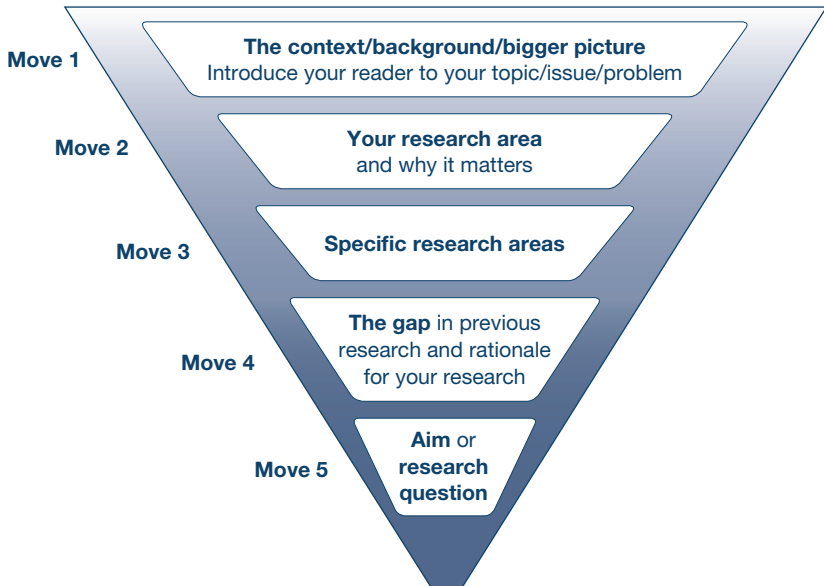 Move 1
The context/background/bigger picture
Introduce your reader to your topic/issue/problem
Move 2
Your research area
and why it matters
Move 3
Specific research areas
Move 4
The gap in previous
research and rationale
for your research
Move 5
Aim or
research
question